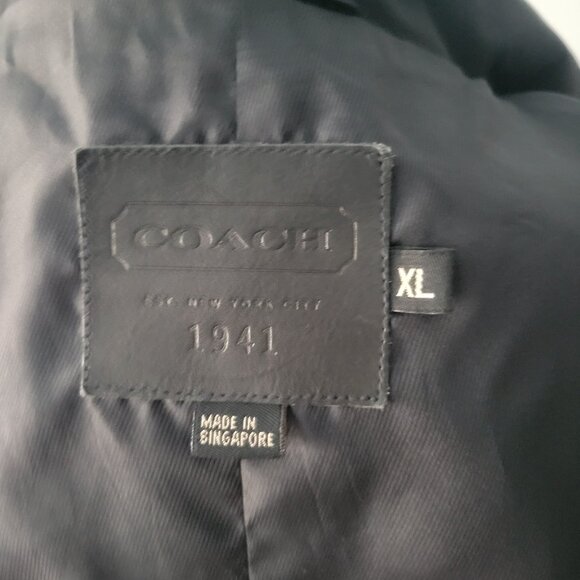 COACH
EST. NEW YORK CITY
1941
XL
MADE IN
SINGAPORE